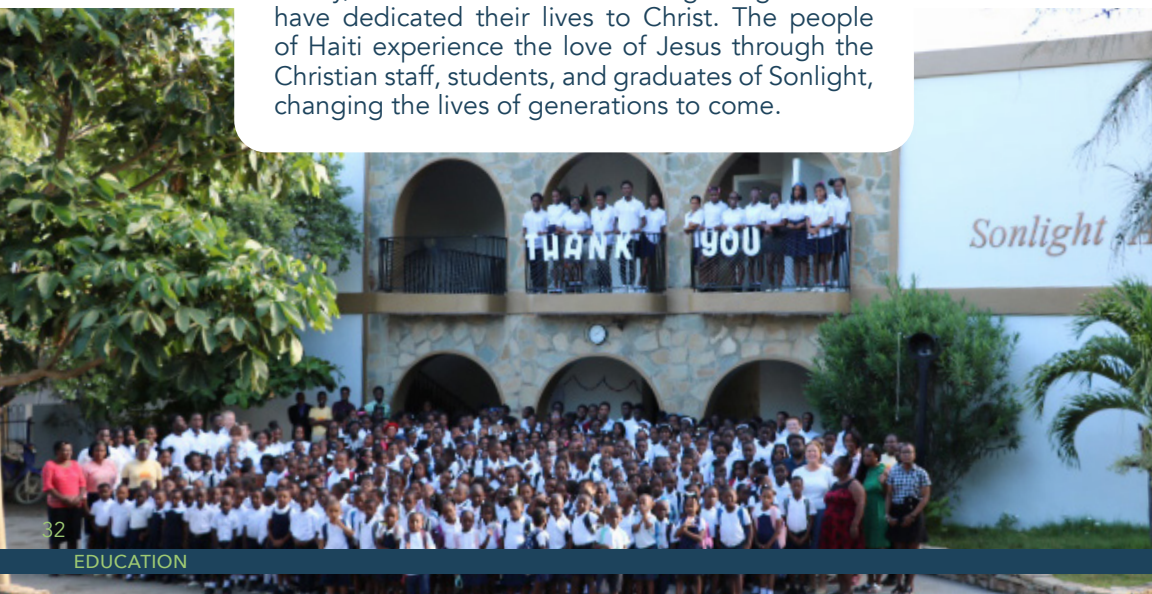 have dedicated their lives to Christ. The people
of Haiti experience the love of Jesus through the
Christian staff, students, and graduates of Sonlight,
changing the lives of generations to come.
THANK YOU
Sonlight
32
EDUCATION